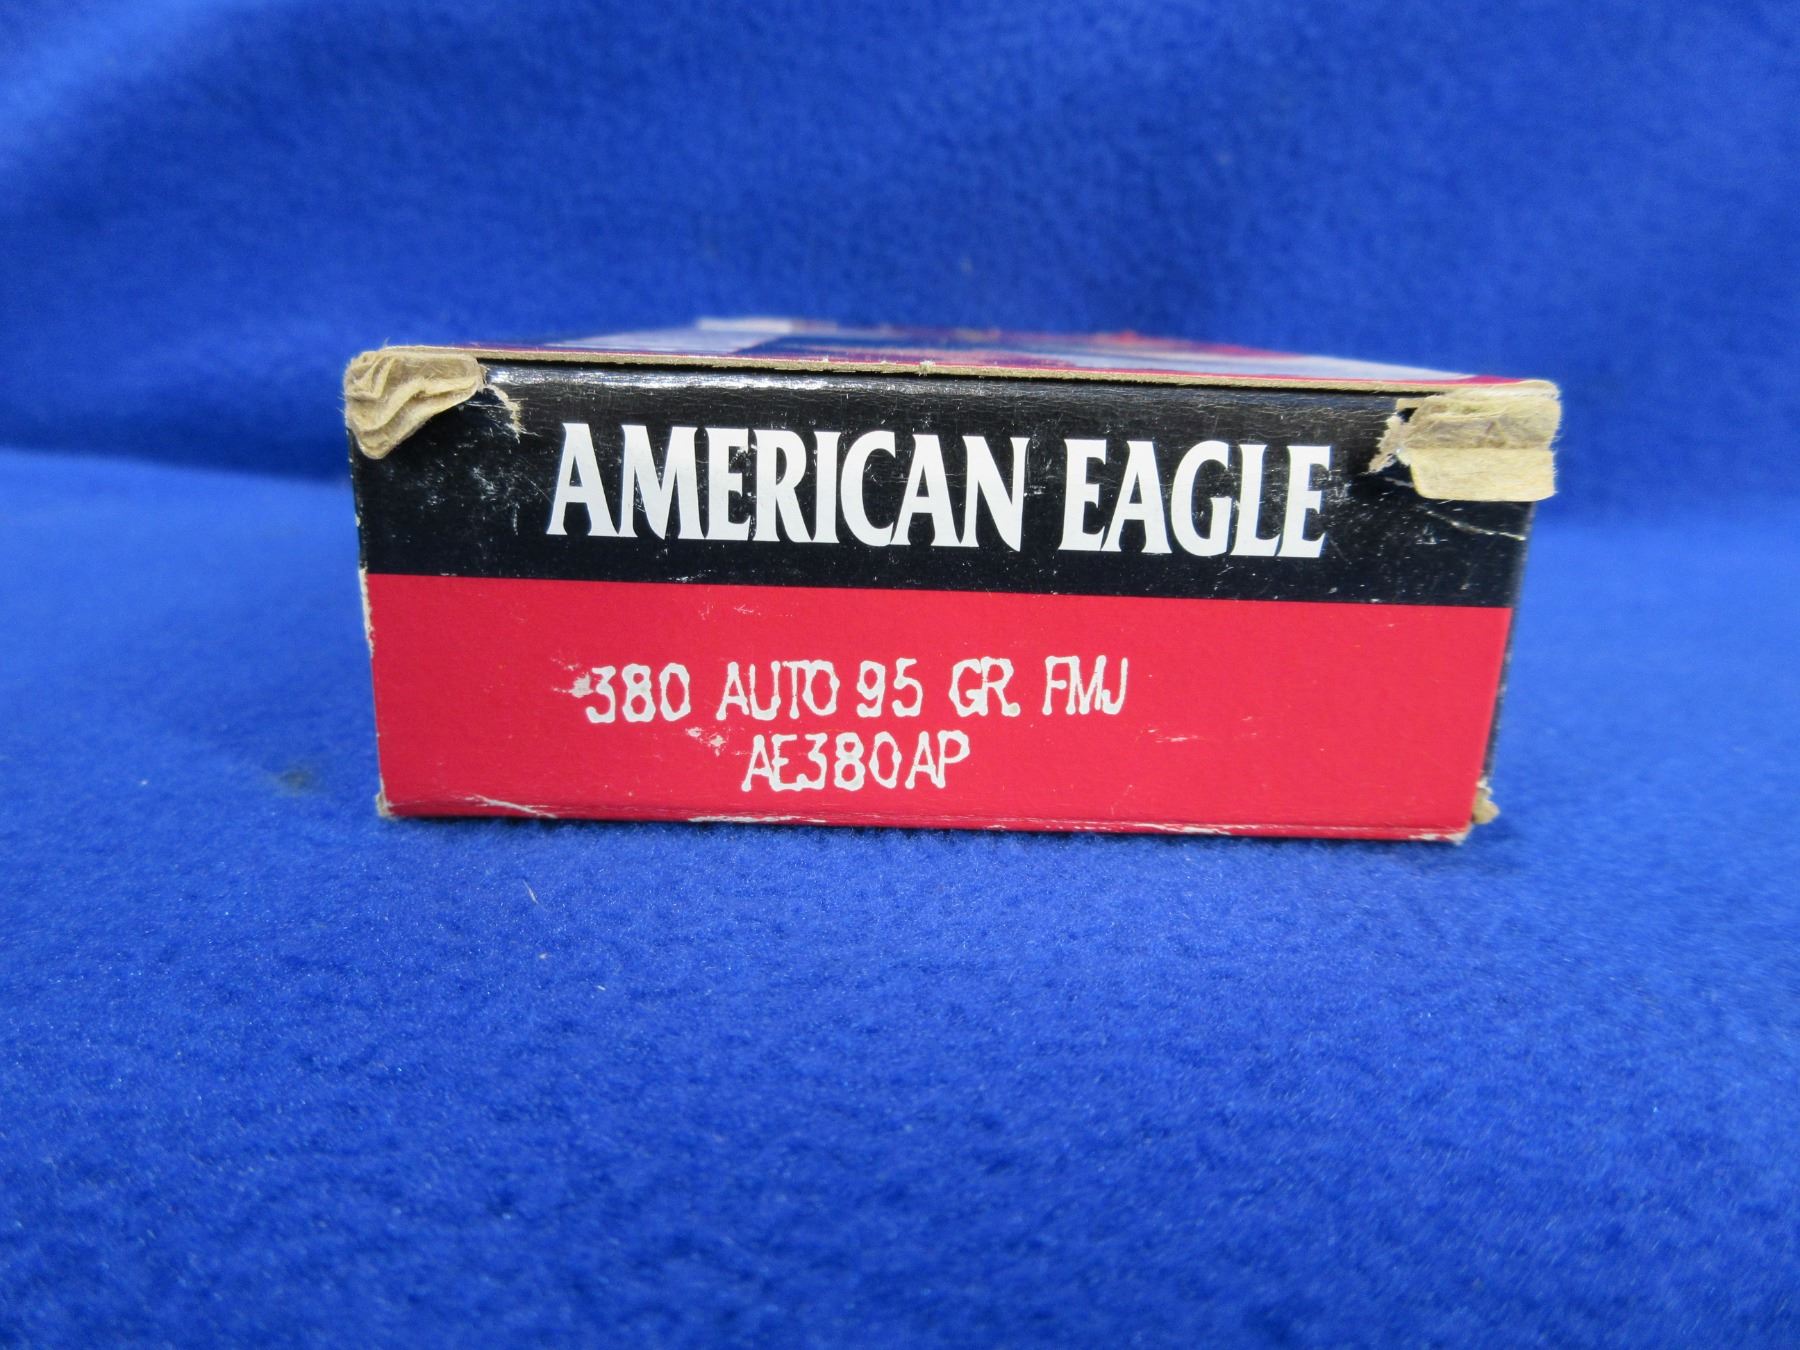 AMERICAN EAGLE
380 AUTO 95 GR. FMJ
AE380AP